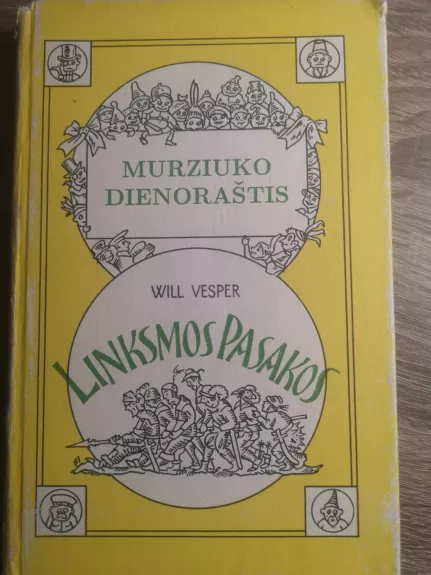 MURZIUKO
DIENORAŠTIS
WILL VESPER
LINKSMOS PASAKOS